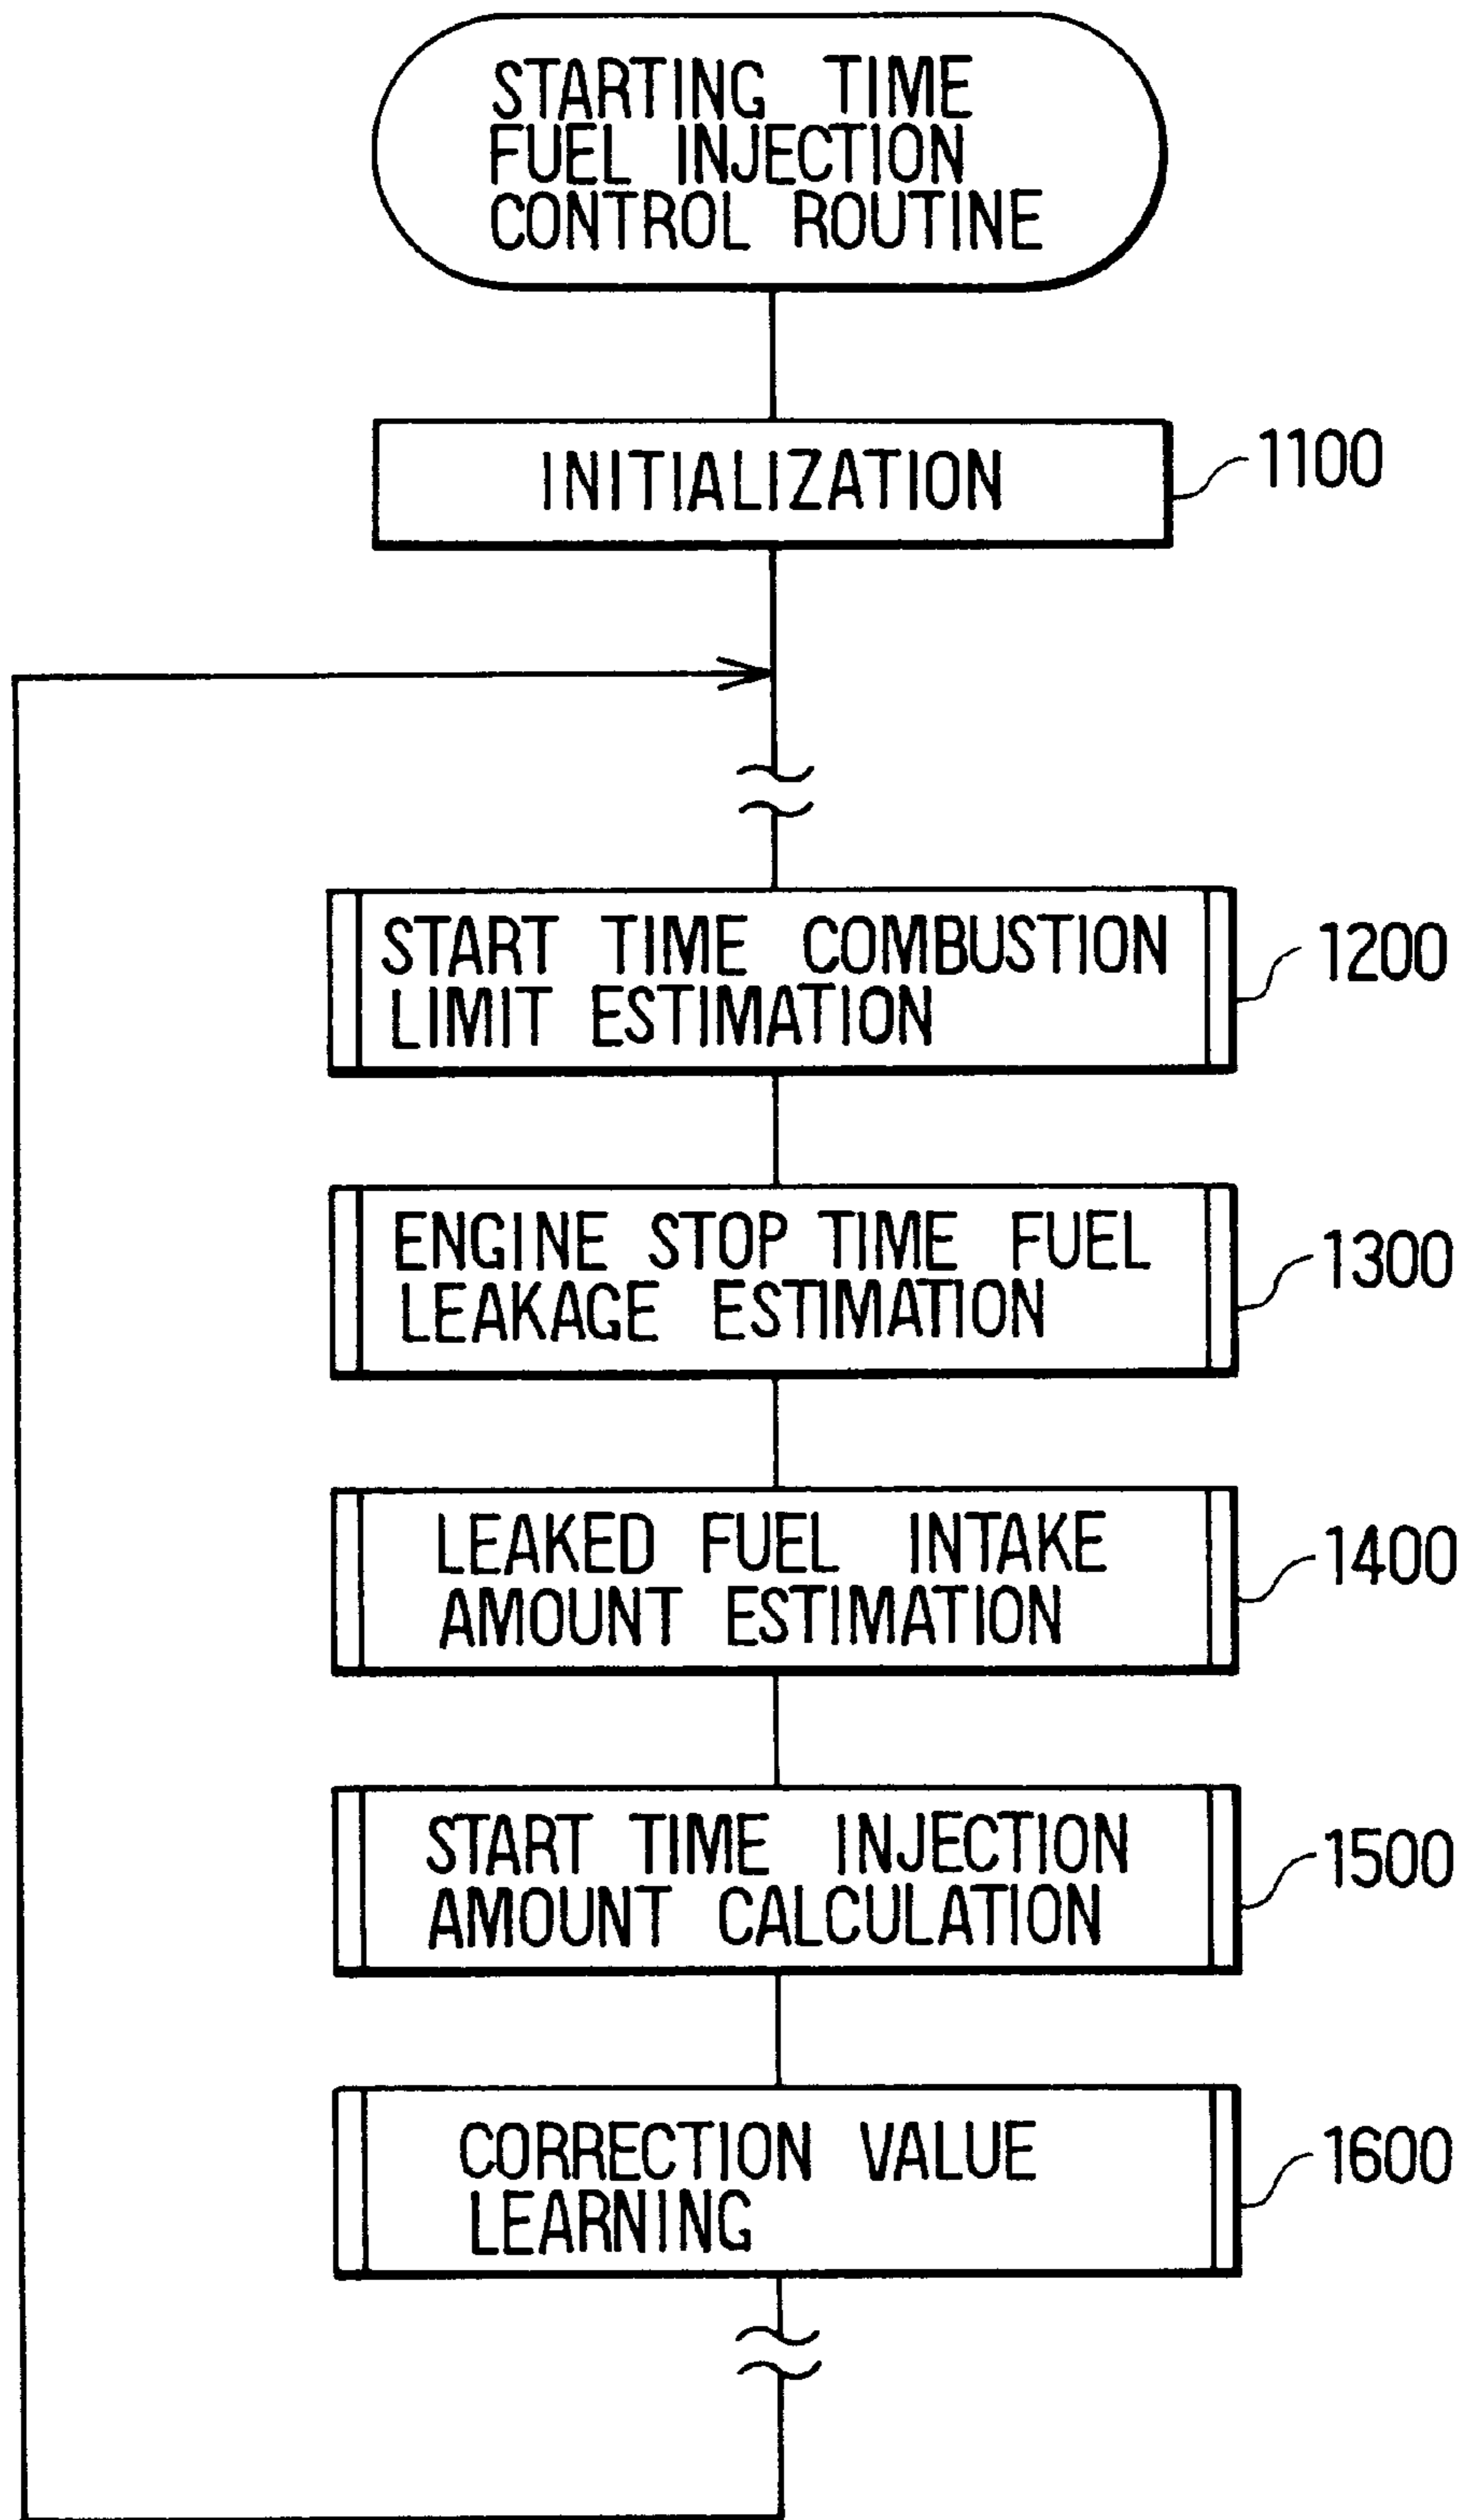 STARTING TIME
FUEL INJECTION
CONTROL ROUTINE
INITIALIZATION
1100
START TIME COMBUSTION
LIMIT ESTIMATION
1200
ENGINE STOP TIME FUEL
LEAKAGE ESTIMATION
1300
LEAKED FUEL INTAKE
AMOUNT ESTIMATION
1400
START TIME INJECTION
AMOUNT CALCULATION
1500
CORRECTION VALUE
LEARNING
1600